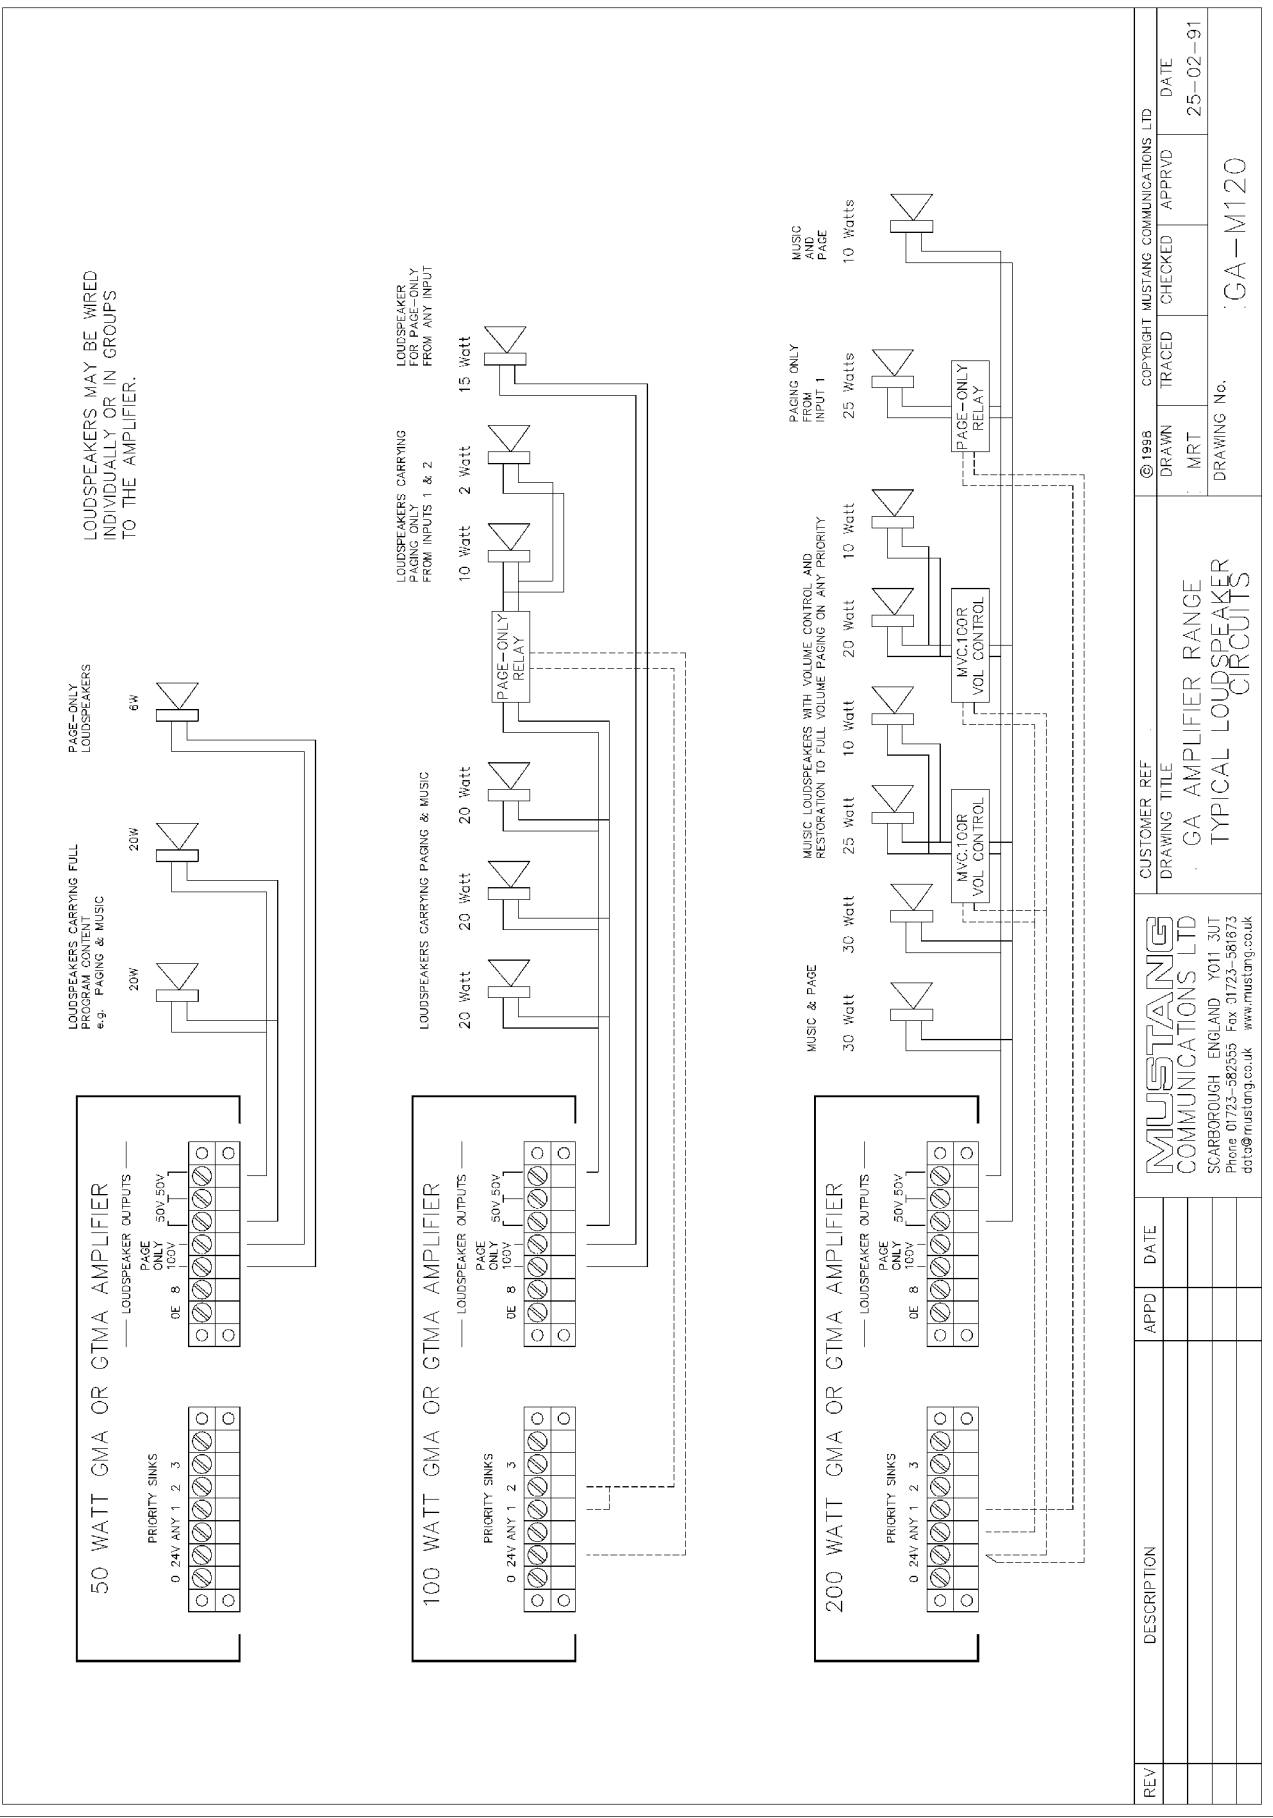 LOUDSPEAKERS MAY BE WIRED
INDIVIDUALLY OR IN GROUPS
TO THE AMPLIFIER.
50 WATT GMA OR GTMA AMPLIFIER
PRIORITY SINKS
0 24V ANY 1 2 3
LOUDSPEAKER OUTPUTS
PAGE
ONLY
0E 8 100V 50V 50V
LOUDSPEAKERS CARRYING FULL
PROGRAM CONTENT
e.g. PAGING & MUSIC
20W
20W
PAGE-ONLY
LOUDSPEAKERS
6W
100 WATT GMA OR GTMA AMPLIFIER
PRIORITY SINKS
0 24V ANY 1 2 3
LOUDSPEAKER OUTPUTS
PAGE
ONLY
0E 8 100V 50V 50V
LOUDSPEAKERS CARRYING PAGING & MUSIC
20 Watt
20 Watt
20 Watt
PAGE-ONLY
RELAY
LOUDSPEAKERS CARRYING
PAGING ONLY
FROM INPUTS 1 & 2
10 Watt
2 Watt
LOUDSPEAKER
FOR PAGE-ONLY
FROM ANY INPUT
15 Watt
200 WATT GMA OR GTMA AMPLIFIER
PRIORITY SINKS
0 24V ANY 1 2 3
LOUDSPEAKER OUTPUTS
PAGE
ONLY
0E 8 100V 50V 50V
MUSIC & PAGE
30 Watt
30 Watt
MUISIC LOUDSPEAKERS WITH VOLUME CONTROL AND
RESTORATION TO FULL VOLUME PAGING ON ANY PRIORITY
25 Watt
10 Watt
20 Watt
10 Watt
MVC.100R
VOL CONTROL
MVC.100R
VOL CONTROL
PAGING ONLY
FROM
INPUT 1
25 Watts
PAGE-ONLY
RELAY
MUSIC
AND
PAGE
10 Watts
REV
DESCRIPTION
APPD
DATE
MUSTANG
COMMUNICATIONS LTD
SCARBOROUGH ENGLAND YO11 3UT
Phone 01723-582555 Fax 01723-581673
data@mustang.co.uk www.mustang.co.uk
CUSTOMER REF
DRAWING TITLE
GA AMPLIFIER RANGE
TYPICAL LOUDSPEAKER
CIRCUITS
© 1998 COPYRIGHT MUSTANG COMMUNICATIONS LTD
DRAWN TRACED CHECKED APPRVD DATE
MRT 25-02-91
DRAWING No. GA-M120